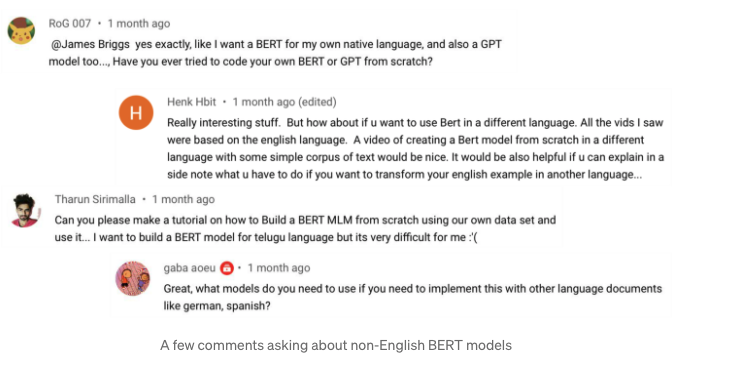 RoG 007 • 1 month ago
@James Briggs yes exactly, like I want a BERT for my own native language, and also a GPT
model too..., Have you ever tried to code your own BERT or GPT from scratch?
H
Henk Hbit • 1 month ago (edited)
Really interesting stuff. But how about if u want to use Bert in a different language. All the vids I saw
were based on the english language. A video of creating a Bert model from scratch in a different
language with some simple corpus of text would be nice. It would be also helpful if u can explain in a
side note what u have to do if you want to transform your english example in another language...
Tharun Sirimalla • 1 month ago
Can you please make a tutorial on how to Build a BERT MLM from scratch using our own data set and
use it... I want to build a BERT model for telugu language but its very difficult for me :'(
gaba aoeu • 1 month ago
Great, what models do you need to use if you need to implement this with other language documents
like german, spanish?
A few comments asking about non-English BERT models